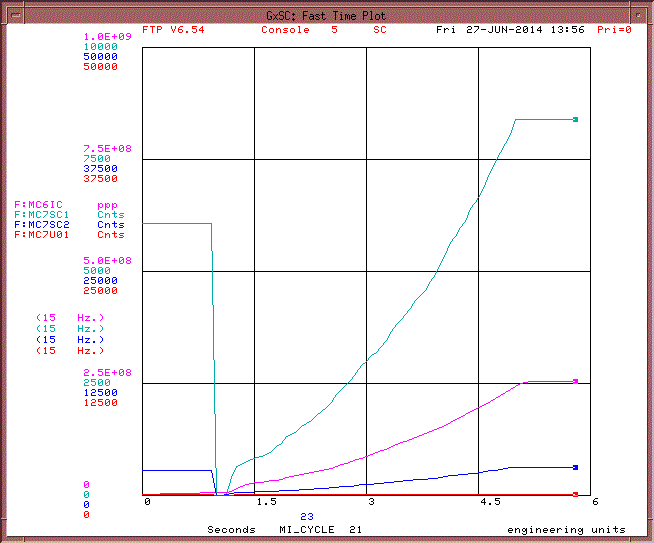 GxSC: Fast Time Plot
FTP V6.54 Console 5 SC Fri 27-JUN-2014 13:56 Pri=0
1.0E+09
10000
50000
50000
7.5E+08
7500
37500
37500
F:MC6IC ppp
F:MC7SC1 Cnts
F:MC7SC2 Cnts
F:MC7U01 Cnts
5.0E+08
5000
25000
25000
(15 Hz.)
(15 Hz.)
(15 Hz.)
(15 Hz.)
2.5E+08
2500
12500
12500
0
0
0
0
0 1.5 3 4.5 6
23
Seconds MI_CYCLE 21 engineering units